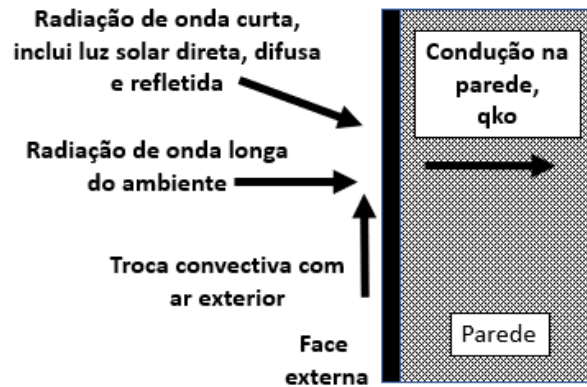 Radiação de onda curta,
inclui luz solar direta, difusa
e refletida
Condução na
parede,
qko
Radiação de onda longa
do ambiente
Troca convectiva com
ar exterior
Face
externa
Parede